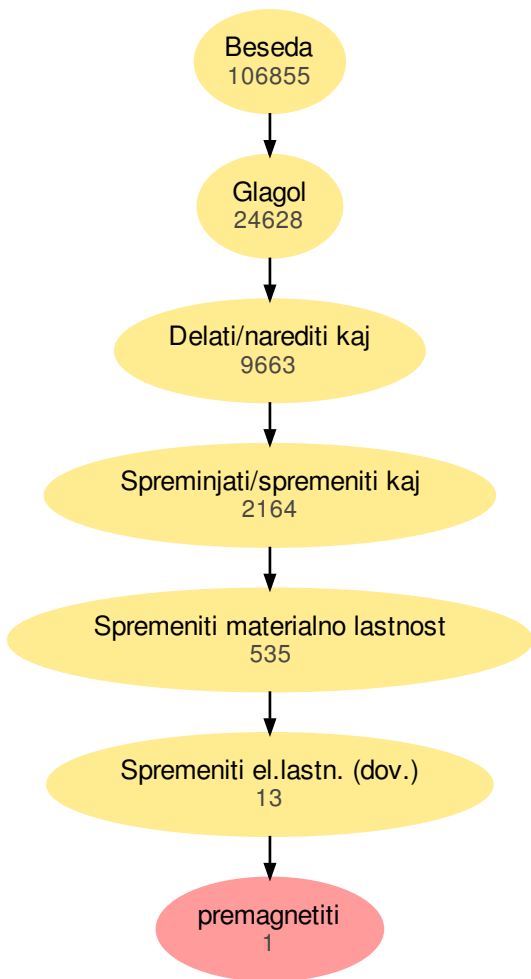 Beseda
106855
Glagol
24628
Delati/narediti kaj
9663
Spreminjati/spremeniti kaj
2164
Spremeniti materialno lastnost
535
Spremeniti el.lastn. (dov.)
13
premagnetiti
1